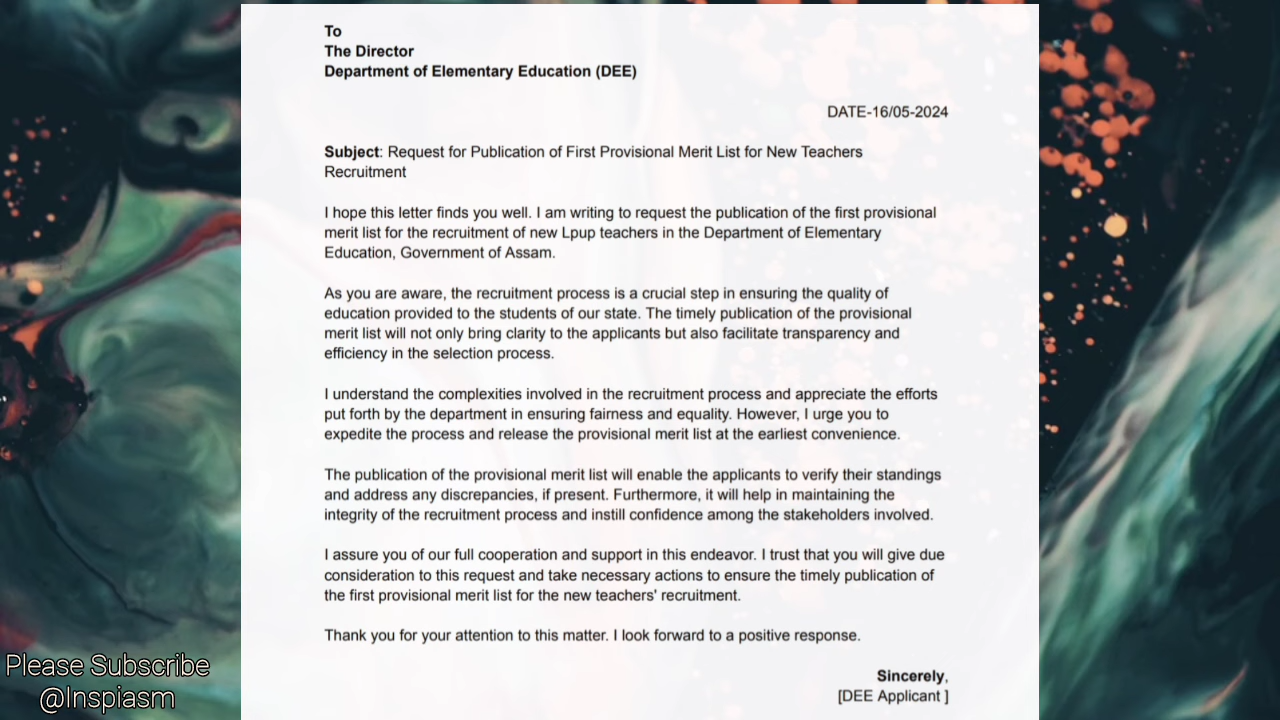 To
The Director
Department of Elementary Education (DEE)
DATE-16/05-2024
Subject: Request for Publication of First Provisional Merit List for New Teachers
Recruitment
I hope this letter finds you well. I am writing to request the publication of the first provisional
merit list for the recruitment of new Lpup teachers in the Department of Elementary
Education, Government of Assam.
As you are aware, the recruitment process is a crucial step in ensuring the quality of
education provided to the students of our state. The timely publication of the provisional
merit list will not only bring clarity to the applicants but also facilitate transparency and
efficiency in the selection process.
I understand the complexities involved in the recruitment process and appreciate the efforts
put forth by the department in ensuring fairness and equality. However, I urge you to
expedite the process and release the provisional merit list at the earliest convenience.
The publication of the provisional merit list will enable the applicants to verify their standings
and address any discrepancies, if present. Furthermore, it will help in maintaining the
integrity of the recruitment process and instill confidence among the stakeholders involved.
I assure you of our full cooperation and support in this endeavor. I trust that you will give due
consideration to this request and take necessary actions to ensure the timely publication of
the first provisional merit list for the new teachers' recruitment.
Thank you for your attention to this matter. I look forward to a positive response.
Sincerely,
[DEE Applicant ]
Please Subscribe
@Inspiasm